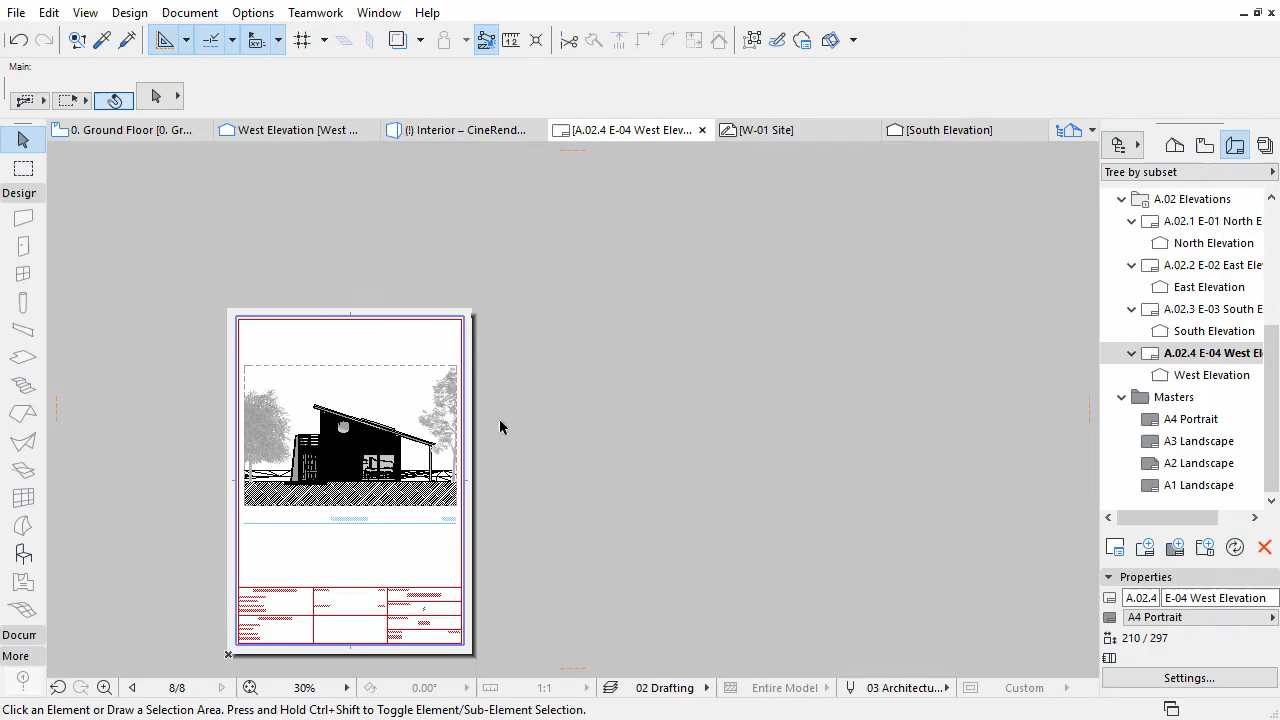 File Edit View Design Document Options Teamwork Window Help
Main:
0. Ground Floor [0. Gr...
West Elevation [West ...
(!) Interior – CineRend...
[A.02.4 E-04 West Elev...
[W-01 Site]
[South Elevation]
Tree by subset
Design
A.02 Elevations
A.02.1 E-01 North E
North Elevation
A.02.2 E-02 East Ele
East Elevation
A.02.3 E-03 South E
South Elevation
A.02.4 E-04 West El
West Elevation
Masters
A4 Portrait
A3 Landscape
A2 Landscape
A1 Landscape
Properties
A.02.4 E-04 West Elevation
A4 Portrait
210 / 297
Settings...
Docum
More
8/8
30%
0.00°
1:1
02 Drafting
Entire Model
03 Architectu...
Custom
Click an Element or Draw a Selection Area. Press and Hold Ctrl+Shift to Toggle Element/Sub-Element Selection.